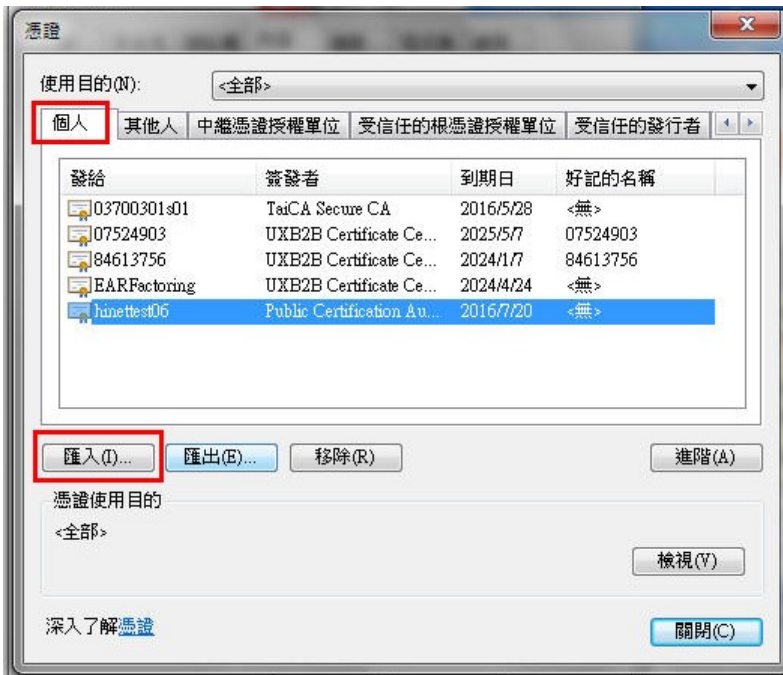 憑證
使用目的(N): <全部>
個人 其他人 中繼憑證授權單位 受信任的根憑證授權單位 受信任的發行者
發給 簽發者 到期日 好記的名稱
03700301s01 TaiCA Secure CA 2016/5/28 <無>
07524903 UXB2B Certificate Ce... 2025/5/7 07524903
84613756 UXB2B Certificate Ce... 2024/1/7 84613756
EARFactoring UXB2B Certificate Ce... 2024/4/24 <無>
hinettest06 Public Certification Au... 2016/7/20 <無>
匯入(I)... 匯出(E)... 移除(R) 進階(A)
憑證使用目的
<全部>
檢視(V)
深入了解憑證
關閉(C)